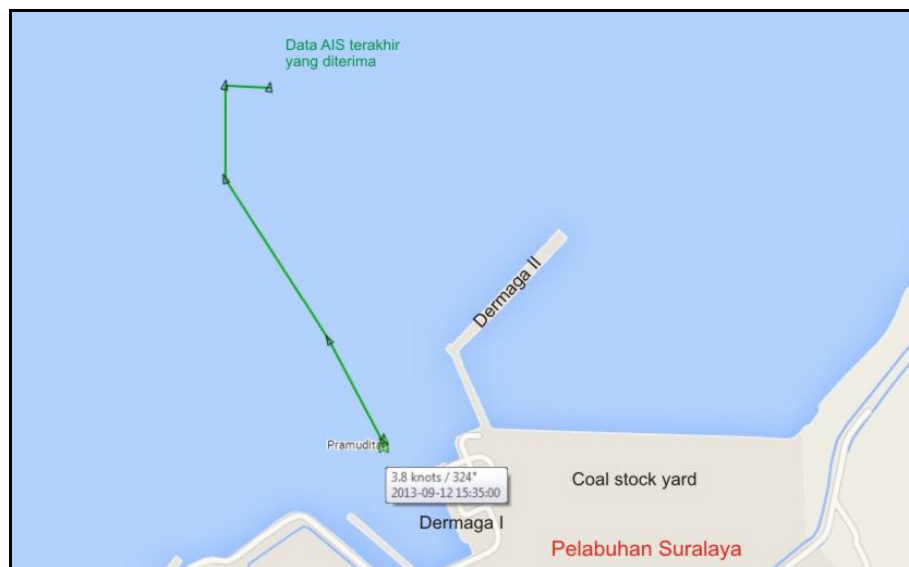 Data AIS terakhir
yang diterima
Dermaga II
Pramudita
3.8 knots / 324°
2013-09-12 15:35:00
Coal stock yard
Dermaga I
Pelabuhan Suralaya